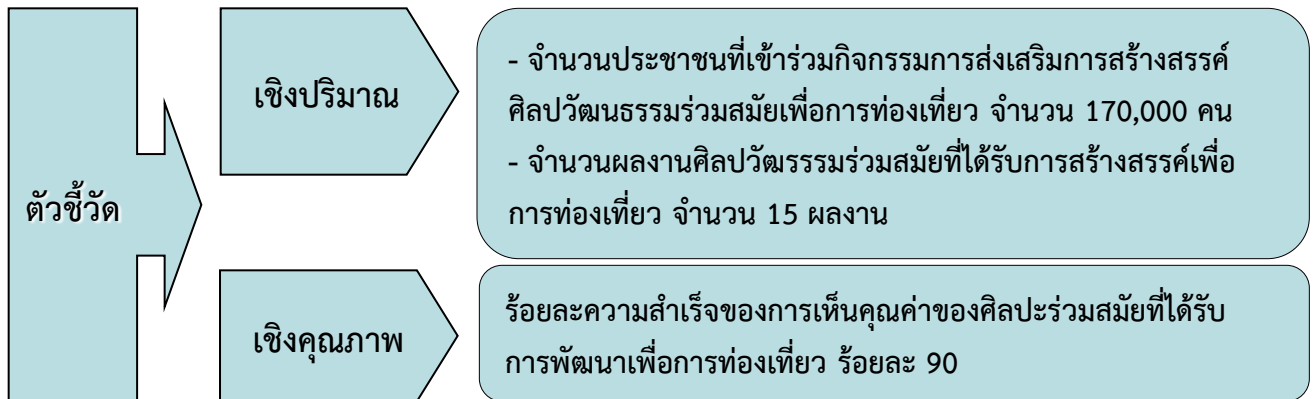 ตัวชี้วัด
เชิงปริมาณ
- จำนวนประชาชนที่เข้าร่วมกิจกรรมการส่งเสริมการสร้างสรรค์
ศิลปวัฒนธรรมร่วมสมัยเพื่อการท่องเที่ยว จำนวน 170,000 คน
- จำนวนผลงานศิลปวัฒรรรมร่วมสมัยที่ได้รับการสร้างสรรค์เพื่อ
การท่องเที่ยว จำนวน 15 ผลงาน
เชิงคุณภาพ
ร้อยละความสำเร็จของการเห็นคุณค่าของศิลปะร่วมสมัยที่ได้รับ
การพัฒนาเพื่อการท่องเที่ยว ร้อยละ 90